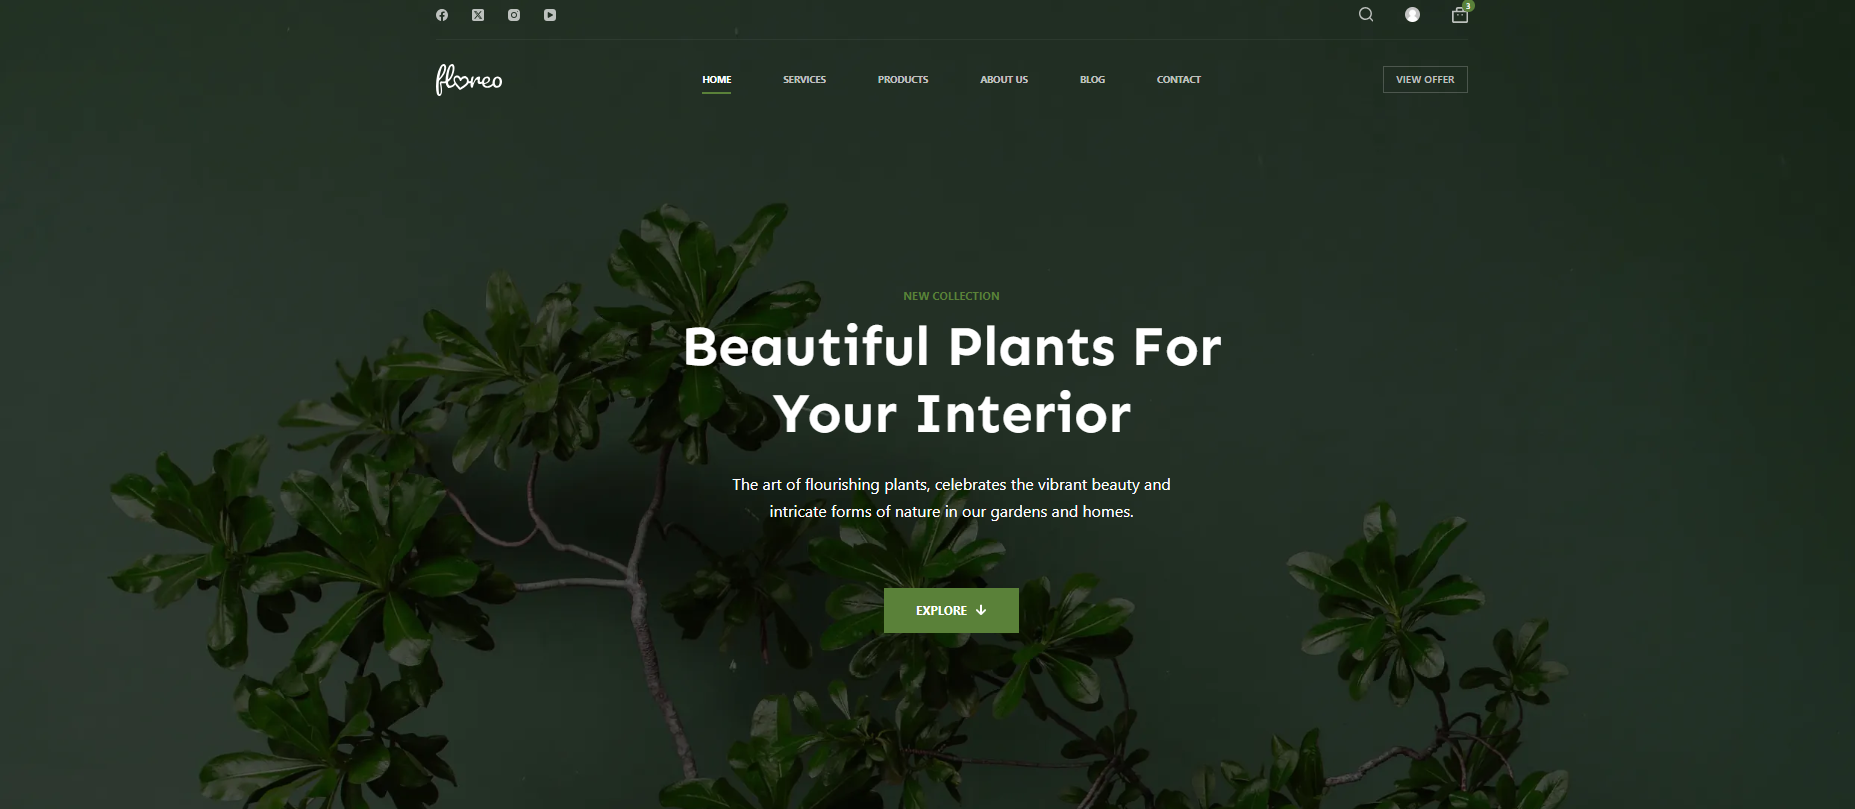 3
floreo
HOME SERVICES PRODUCTS ABOUT US BLOG CONTACT VIEW OFFER
NEW COLLECTION
Beautiful Plants For
Your Interior
The art of flourishing plants, celebrates the vibrant beauty and
intricate forms of nature in our gardens and homes.
EXPLORE